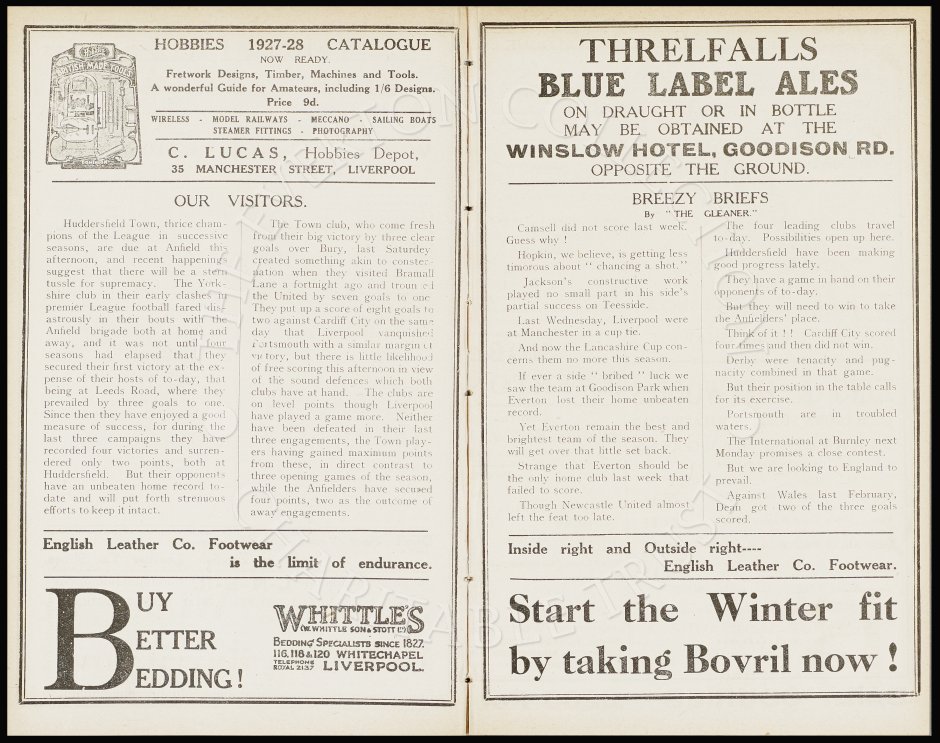 HOBBIES 1927-28 CATALOGUE
NOW READY.
Fretwork Designs, Timber, Machines and Tools.
A wonderful Guide for Amateurs, including 1/6 Designs.
Price 9d.
WIRELESS - MODEL RAILWAYS - MECCANO - SAILING BOATS
STEAMER FITTINGS - PHOTOGRAPHY
C. LUCAS, Hobbies Depot,
35 MANCHESTER STREET, LIVERPOOL
OUR VISITORS.
Huddersfield Town, thrice cham-
pions of the League in successive
seasons, are due at Anfield this
afternoon, and recent happenings
suggest that there will be a stern
tussle for supremacy. The York-
shire club in their early clashes in
premier League football fared dis-
astrously in their bouts with the
Anfield brigade both at home and
away, and it was not until four
seasons had elapsed that they
secured their first victory at the ex-
pense of their hosts of to-day, that
being at Leeds Road, where they
prevailed by three goals to one.
Since then they have enjoyed a good
measure of success, for during the
last three campaigns they have
recorded four victories and surren-
dered only two points, both at
Huddersfield. But their opponents
have an unbeaten home record to-
date and will put forth strenuous
efforts to keep it intact.
The Town club, who come fresh
from their big victory by three clear
goals over Bury, last Saturday
created something akin to conster-
nation when they visited Bramall
Lane a fortnight ago and trounced
the United by seven goals to one
They put up a score of eight goals to
two against Cardiff City on the same
day that Liverpool vanquished
Portsmouth with a similar margin of
victory, but there is little likelihood
of free scoring this afternoon in view
of the sound defences which both
clubs have at hand. The clubs are
on level points though Liverpool
have played a game more. Neither
have been defeated in their last
three engagements, the Town play-
ers having gained maximum points
from these, in direct contrast to
three opening games of the season,
while the Anfielders have secured
four points, two as the outcome of
away engagements.
English Leather Co. Footwear
is the limit of endurance.
BUY
BETTER
BEDDING!
WHITTLE'S
(W. WHITTLE SON & STOTT LTD)
BEDDING SPECIALISTS SINCE 1827.
116, 118 & 120 WHITECHAPEL
TELEPHONE
ROYAL 2137 LIVERPOOL.
THRELFALLS
BLUE LABEL ALES
ON DRAUGHT OR IN BOTTLE
MAY BE OBTAINED AT THE
WINSLOW HOTEL, GOODISON RD.
OPPOSITE THE GROUND.
BREEZY BRIEFS
By "THE GLEANER."
Camsell did not score last week.
Guess why !
Hopkin, we believe, is getting less
timorous about "chancing a shot."
Jackson's constructive work
played no small part in his side's
partial success on Teesside.
Last Wednesday, Liverpool were
at Manchester in a cup tie.
And now the Lancashire Cup con-
cerns them no more this season.
If ever a side "bribed" luck we
saw the team at Goodison Park when
Everton lost their home unbeaten
record.
Yet Everton remain the best and
brightest team of the season. They
will get over that little set back.
Strange that Everton should be
the only home club last week that
failed to score.
Though Newcastle United almost
left the feat too late.
The four leading clubs travel
to-day. Possibilities open up here.
Huddersfield have been making
good progress lately.
They have a game in hand on their
opponents of to-day.
But they will need to win to take
the Anfielders' place.
Think of it ! ! Cardiff City scored
four times and then did not win.
Derby were tenacity and pug-
nacity combined in that game.
But their position in the table calls
for its exercise.
Portsmouth are in troubled
waters.
The International at Burnley next
Monday promises a close contest.
But we are looking to England to
prevail.
Against Wales last February,
Dean got two of the three goals
scored.
Inside right and Outside right----
English Leather Co. Footwear.
Start the Winter fit
by taking Bovril now !